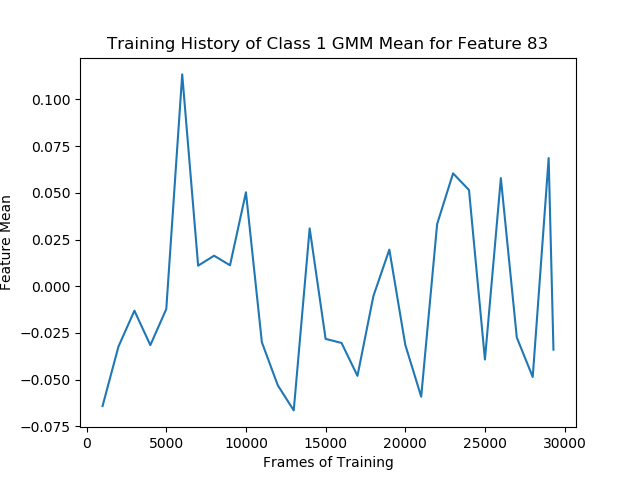 Training History of Class 1 GMM Mean for Feature 83
0.100
0.075
0.050
0.025
0.000
−0.025
−0.050
−0.075
Feature Mean
0 5000 10000 15000 20000 25000 30000
Frames of Training